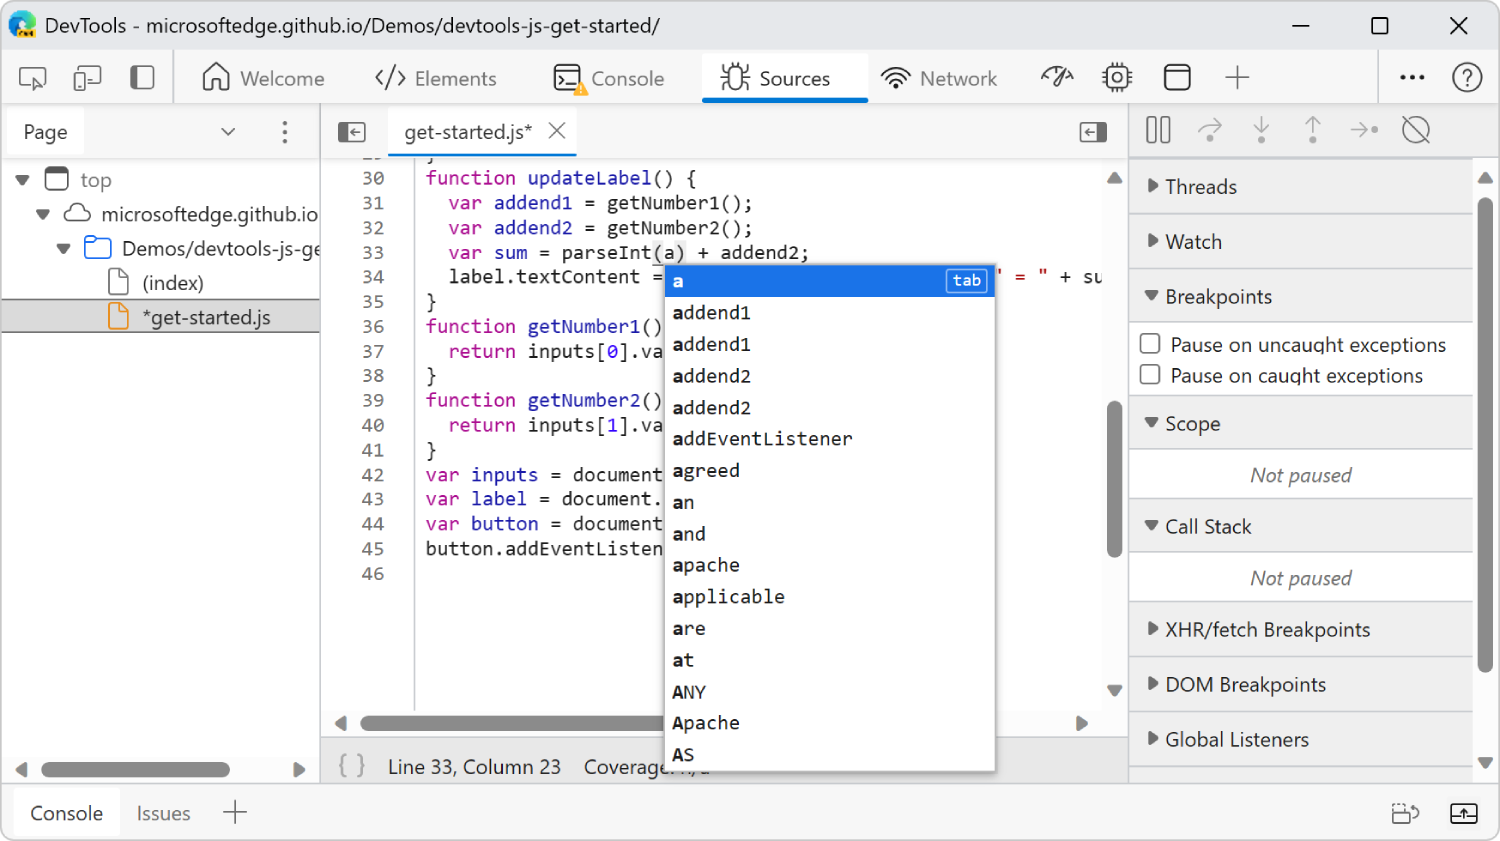 DevTools - microsoftedge.github.io/Demos/devtools-js-get-started/
Welcome
</> Elements
Console
Sources
Network
Page
get-started.js*
top
microsoftedge.github.io
Demos/devtools-js-ge
(index)
*get-started.js
30 function updateLabel() {
31 var addend1 = getNumber1();
32 var addend2 = getNumber2();
33 var sum = parseInt(a) + addend2;
34 label.textContent = " = " + su
35 }
36 function getNumber1()
37 return inputs[0].va
38 }
39 function getNumber2()
40 return inputs[1].va
41 }
42 var inputs = document
43 var label = document.
44 var button = document
45 button.addEventListen
46
a tab
addend1
addend1
addend2
addend2
addEventListener
agreed
an
and
apache
applicable
are
at
ANY
Apache
AS
{ } Line 33, Column 23 Coverage:
Threads
Watch
Breakpoints
Pause on uncaught exceptions
Pause on caught exceptions
Scope
Not paused
Call Stack
Not paused
XHR/fetch Breakpoints
DOM Breakpoints
Global Listeners
Console
Issues